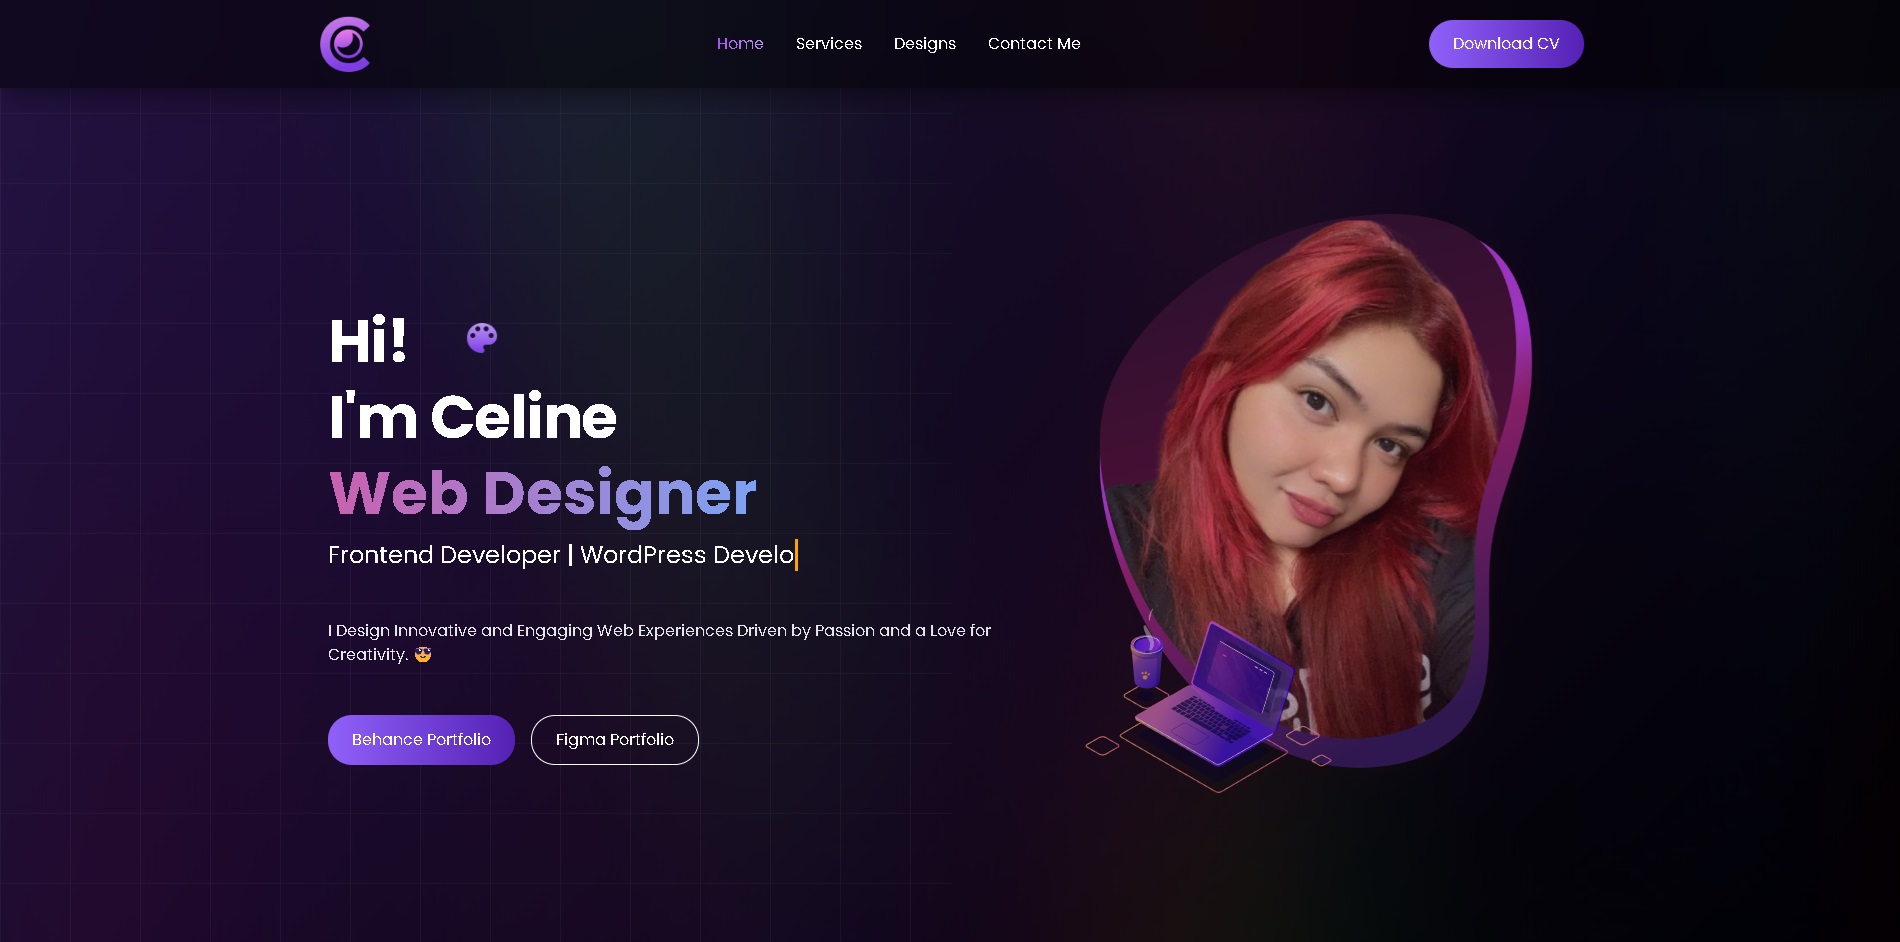 Home Services Designs Contact Me Download CV
Hi!
I'm Celine
Web Designer
Frontend Developer | WordPress Develo
I Design Innovative and Engaging Web Experiences Driven by Passion and a Love for
Creativity. 😎
Behance Portfolio Figma Portfolio